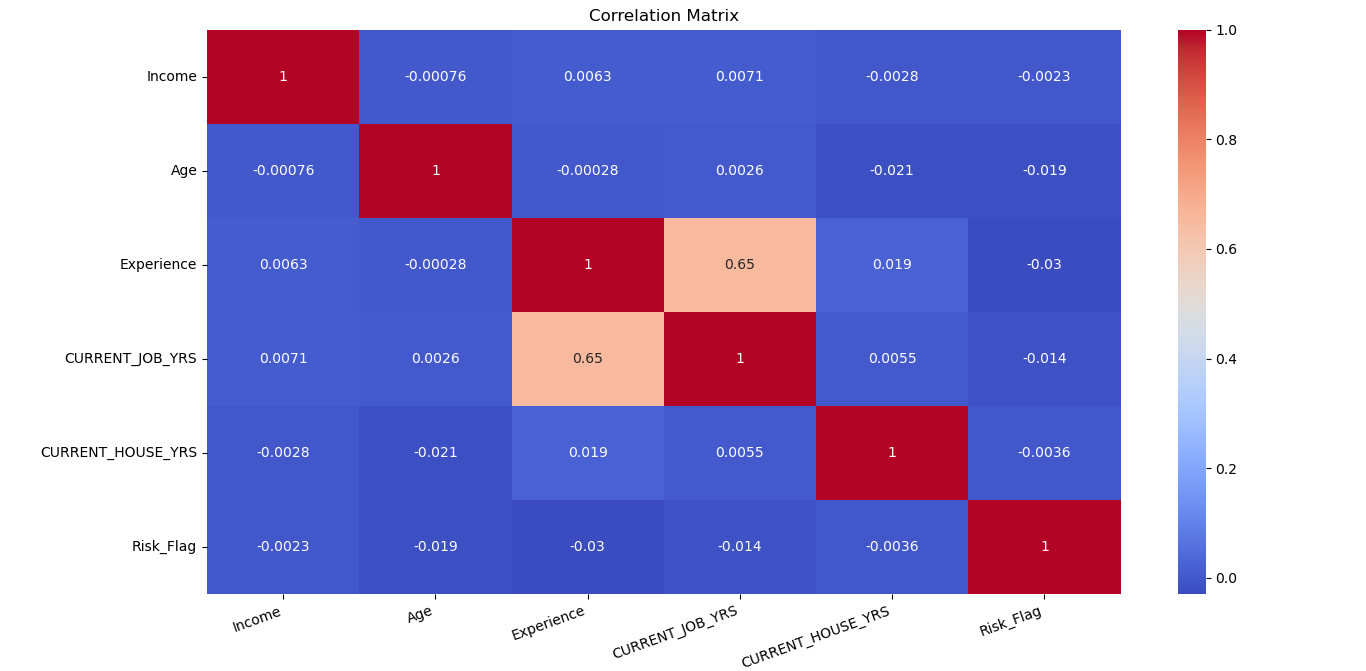 Correlation Matrix
Income 1 -0.00076 0.0063 0.0071 -0.0028 -0.0023
Age -0.00076 1 -0.00028 0.0026 -0.021 -0.019
Experience 0.0063 -0.00028 1 0.65 0.019 -0.03
CURRENT_JOB_YRS 0.0071 0.0026 0.65 1 0.0055 -0.014
CURRENT_HOUSE_YRS -0.0028 -0.021 0.019 0.0055 1 -0.0036
Risk_Flag -0.0023 -0.019 -0.03 -0.014 -0.0036 1
Income Age Experience CURRENT_JOB_YRS CURRENT_HOUSE_YRS Risk_Flag
1.0
0.8
0.6
0.4
0.2
0.0